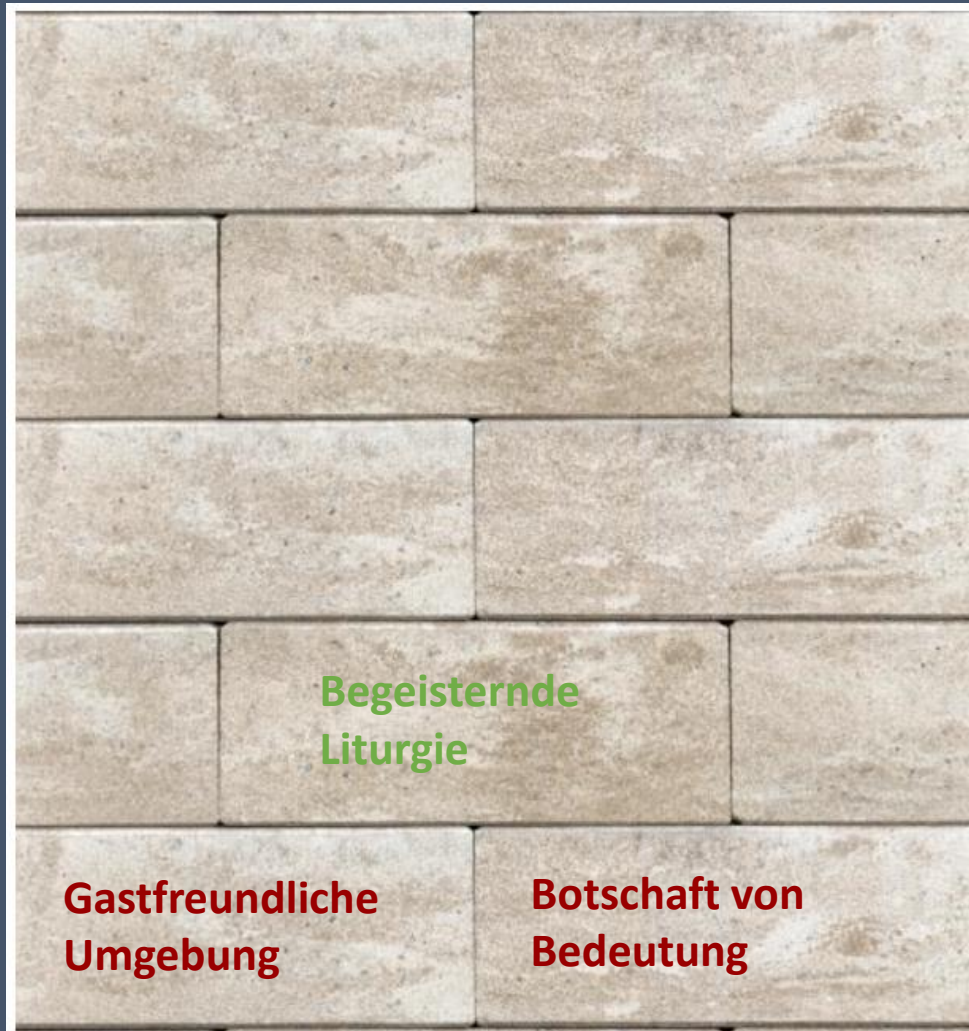 Begeisternde
Liturgie
Gastfreundliche
Umgebung
Botschaft von
Bedeutung